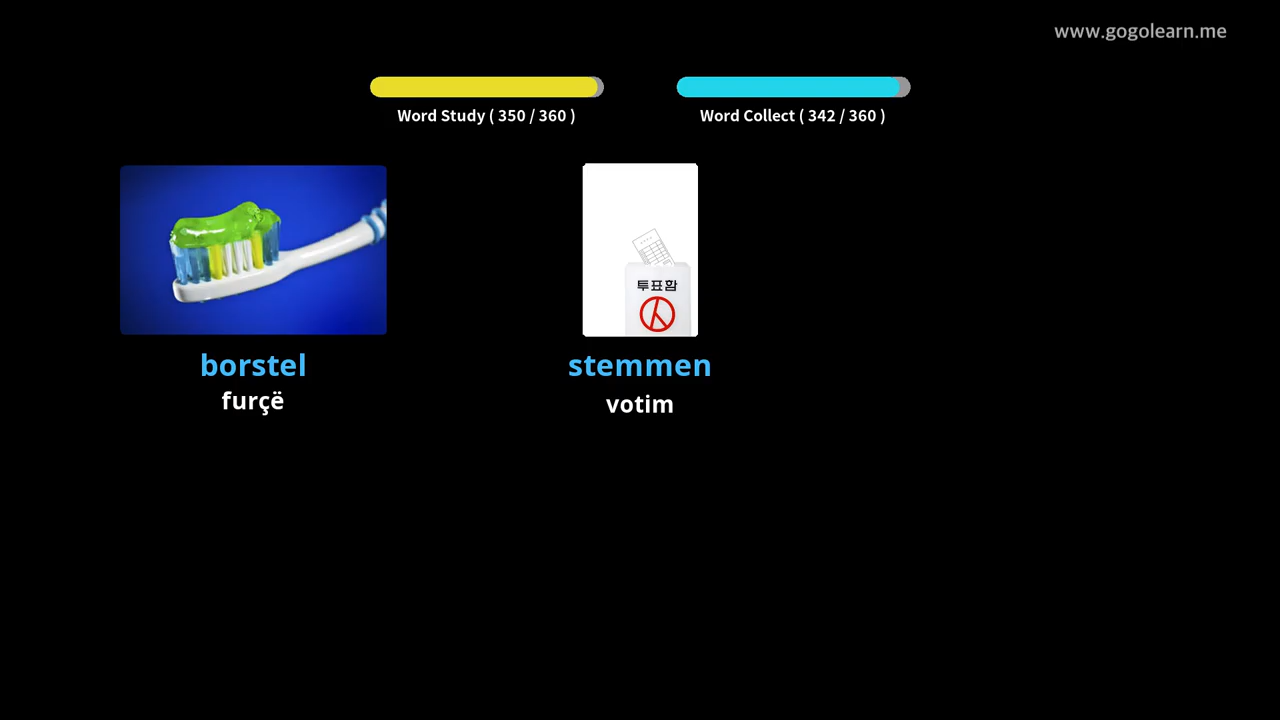 www.gogolearn.me
Word Study ( 350 / 360 )
Word Collect ( 342 / 360 )
투표함
borstel
stemmen
furçë
votim